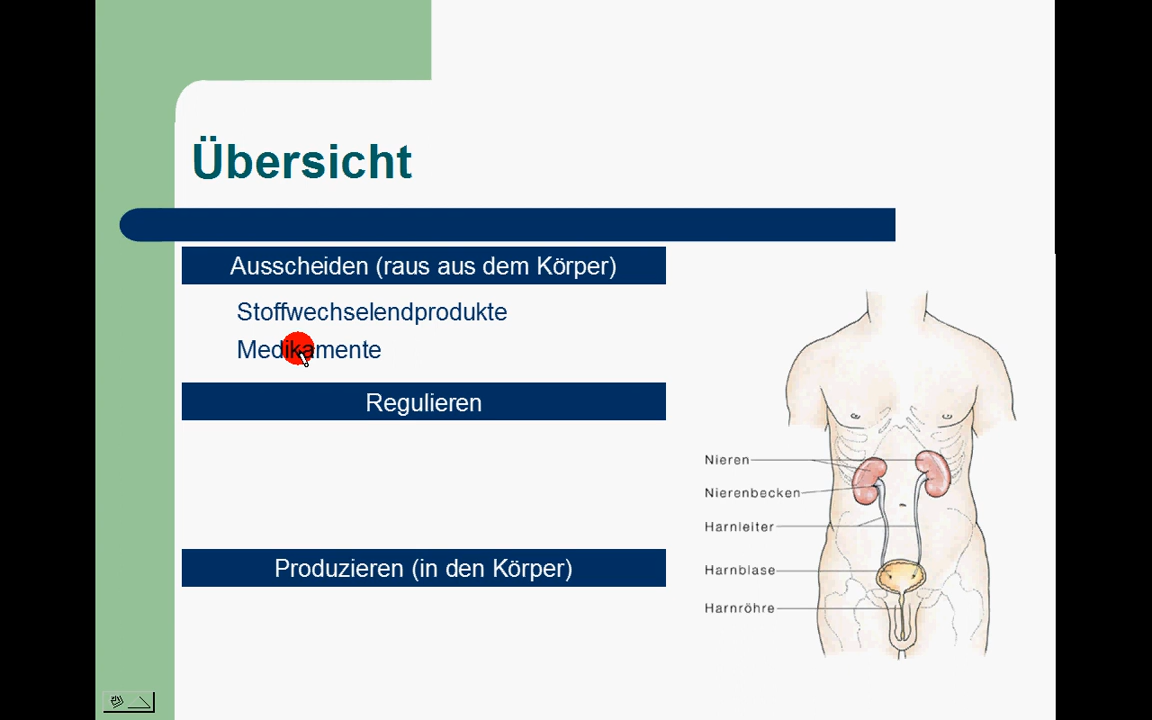 Übersicht
Ausscheiden (raus aus dem Körper)
Stoffwechselendprodukte
Medikamente
Regulieren
Produzieren (in den Körper)
Nieren
Nierenbecken
Harnleiter
Harnblase
Harnröhre